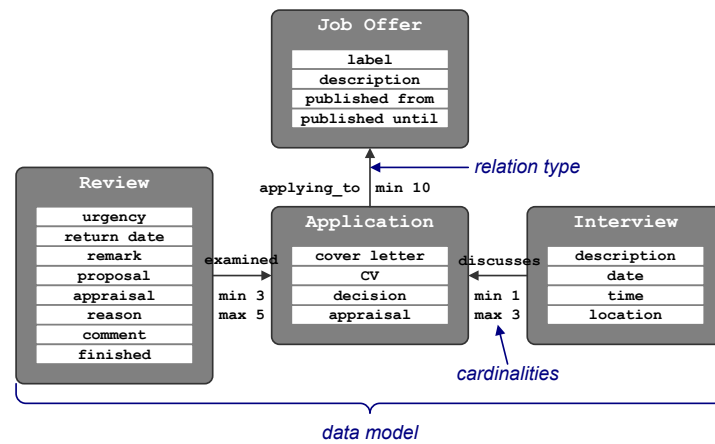 Job Offer
label
description
published from
published until
relation type
applying_to min 10
Review
urgency
return date
remark
proposal
appraisal
reason
comment
finished
examined
min 3
max 5
Application
cover letter
CV
decision
appraisal
discusses
min 1
max 3
Interview
description
date
time
location
cardinalities
data model